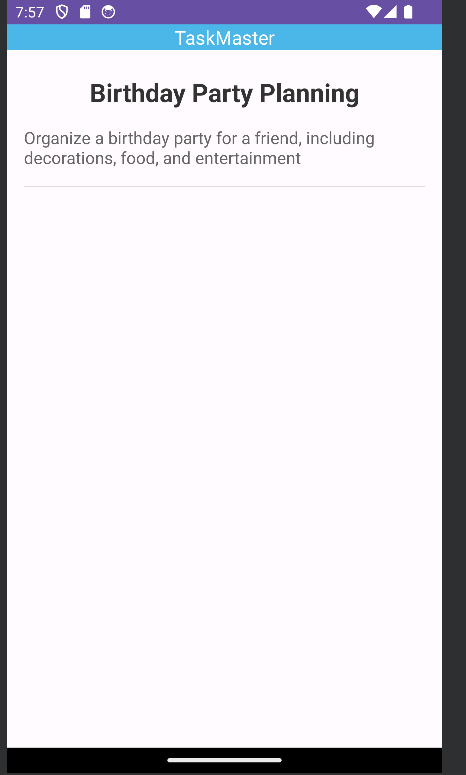 7:57
TaskMaster
Birthday Party Planning
Organize a birthday party for a friend, including
decorations, food, and entertainment